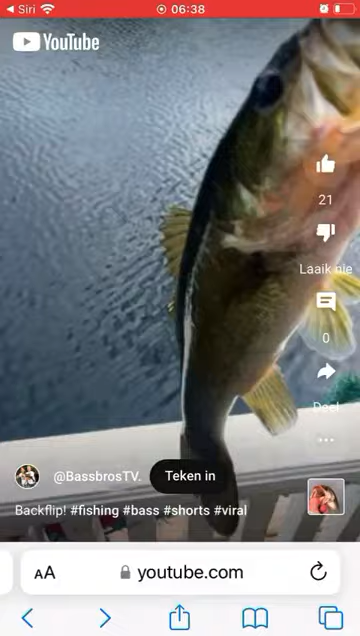 Siri 06:38
YouTube
21
Laaik nie
0
Deel
@BassbrosTV. Teken in
Backflip! #fishing #bass #shorts #viral
AA youtube.com